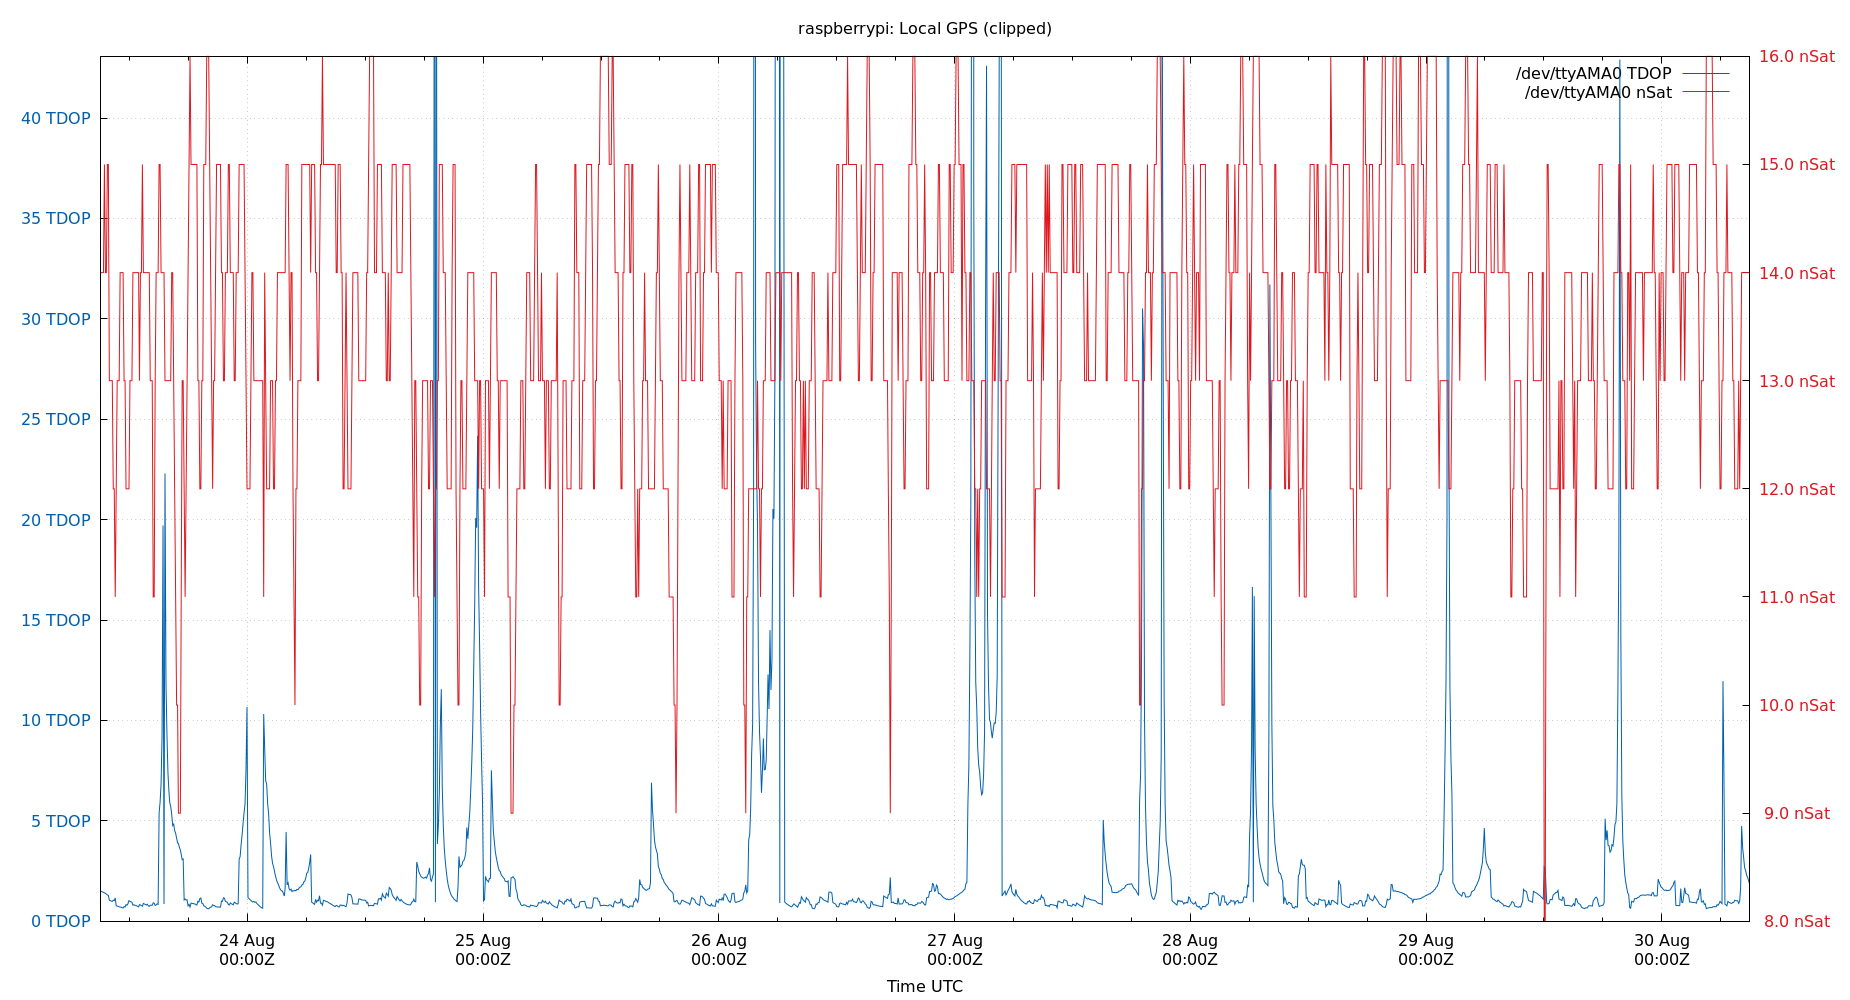 raspberrypi: Local GPS (clipped)
/dev/ttyAMA0 TDOP
/dev/ttyAMA0 nSat
40 TDOP
35 TDOP
30 TDOP
25 TDOP
20 TDOP
15 TDOP
10 TDOP
5 TDOP
0 TDOP
16.0 nSat
15.0 nSat
14.0 nSat
13.0 nSat
12.0 nSat
11.0 nSat
10.0 nSat
9.0 nSat
8.0 nSat
24 Aug
00:00Z
25 Aug
00:00Z
26 Aug
00:00Z
27 Aug
00:00Z
28 Aug
00:00Z
29 Aug
00:00Z
30 Aug
00:00Z
Time UTC